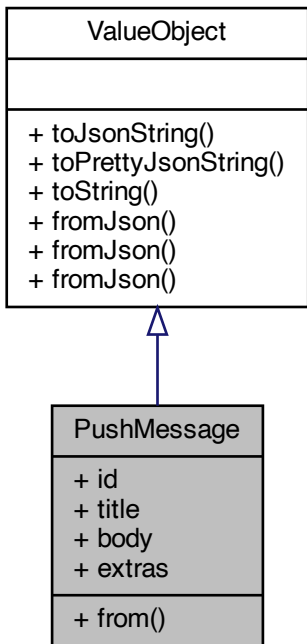 ValueObject
+ toJsonString()
+ toPrettyJsonString()
+ toString()
+ fromJson()
+ fromJson()
+ fromJson()
PushMessage
+ id
+ title
+ body
+ extras
+ from()